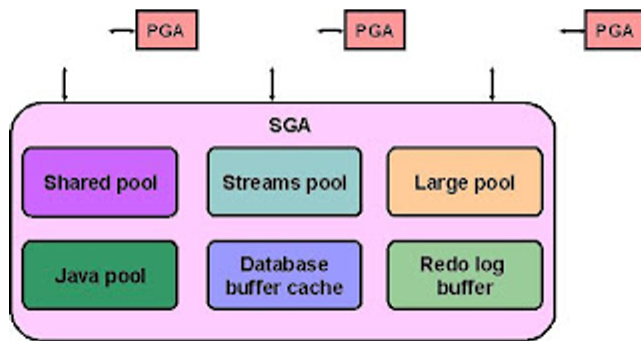 PGA
PGA
PGA
SGA
Shared pool
Streams pool
Large pool
Java pool
Database
buffer cache
Redo log
buffer